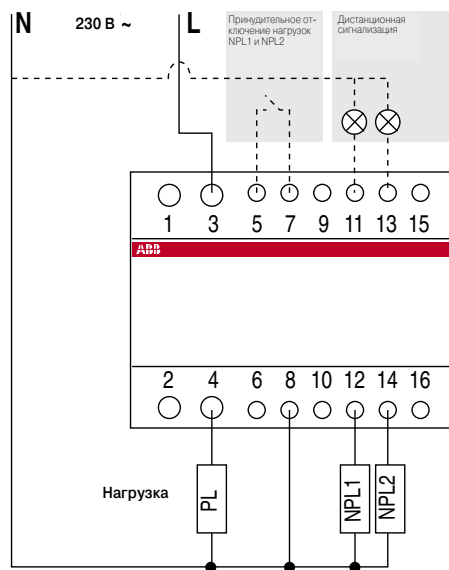 N 230 В ~ L
Принудительное от-
ключение нагрузок
NPL1 и NPL2
Дистанционная
сигнализация
1 3 5 7 9 11 13 15
ABB
2 4 6 8 10 12 14 16
Нагрузка
PL
NPL1
NPL2